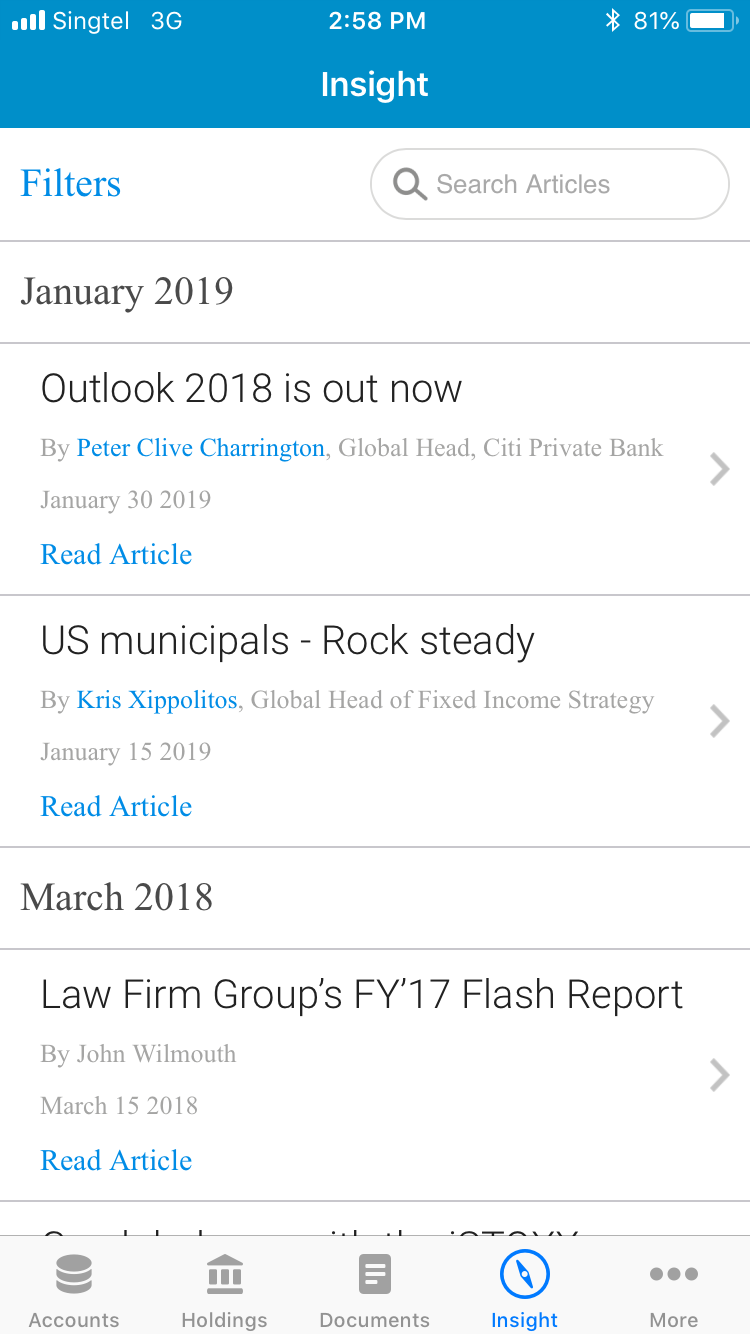 Singtel 3G 2:58 PM 81%
Insight
Filters
Search Articles
January 2019
Outlook 2018 is out now
By Peter Clive Charrington, Global Head, Citi Private Bank
January 30 2019
Read Article
US municipals - Rock steady
By Kris Xippolitos, Global Head of Fixed Income Strategy
January 15 2019
Read Article
March 2018
Law Firm Group’s FY’17 Flash Report
By John Wilmouth
March 15 2018
Read Article
Accounts Holdings Documents Insight More